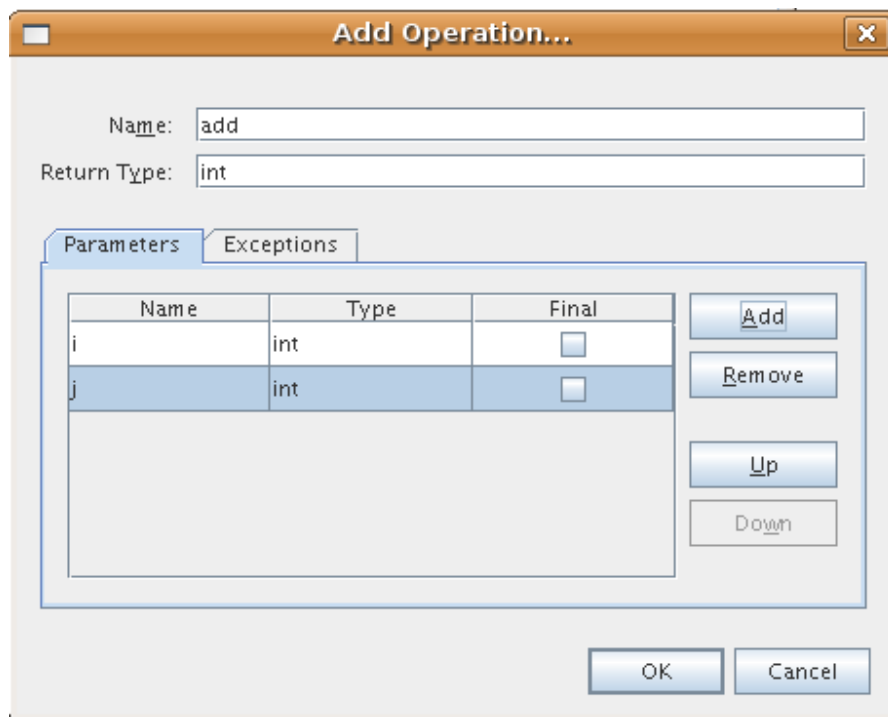 Add Operation...
Name: add
Return Type: int
Parameters Exceptions
Name Type Final
i int
j int
Add
Remove
Up
Down
OK Cancel